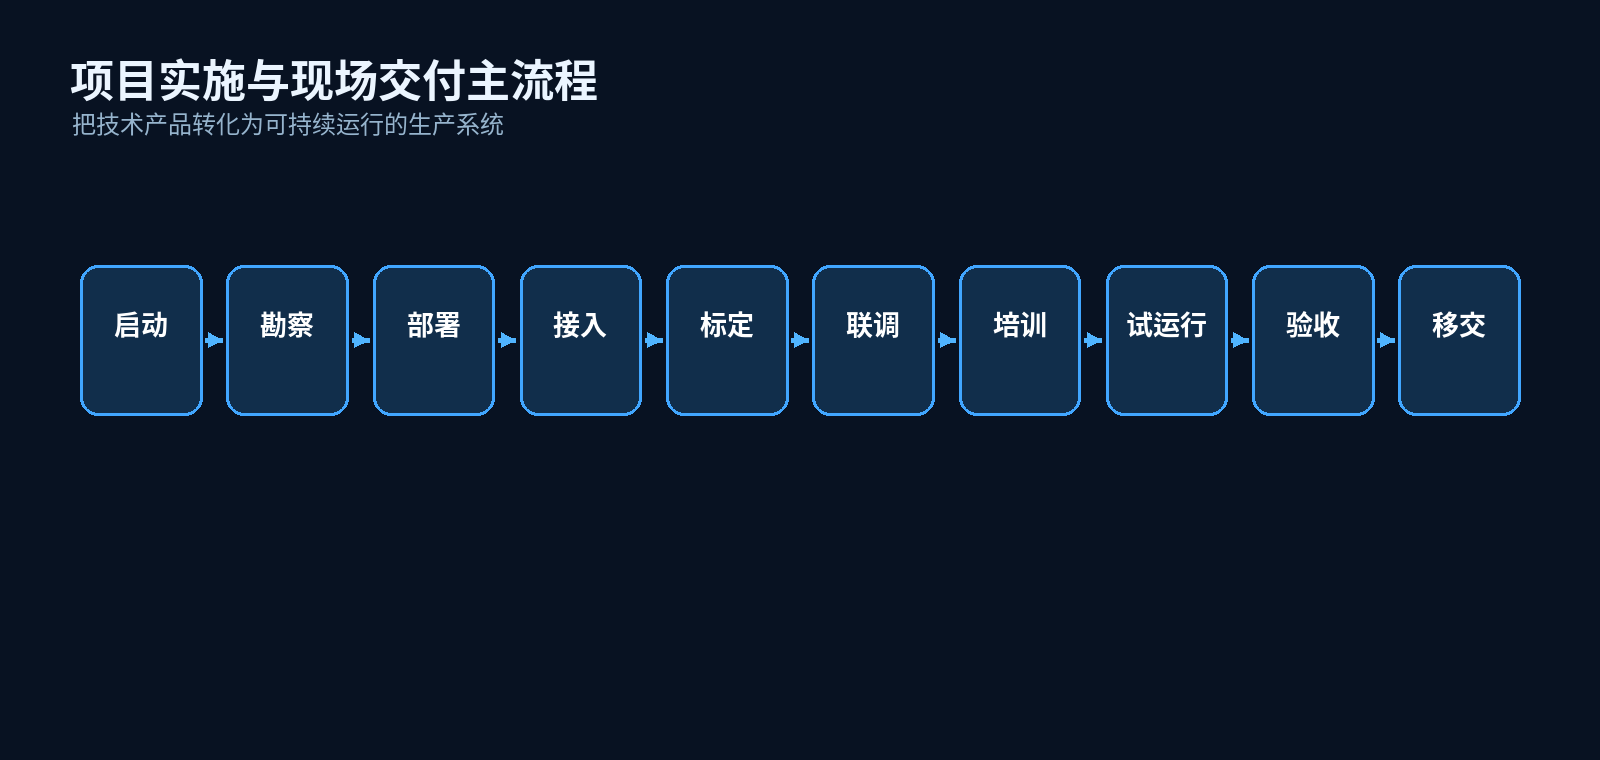 项目实施与现场交付主流程
把技术产品转化为可持续运行的生产系统
启动
勘察
部署
接入
标定
联调
培训
试运行
验收
移交